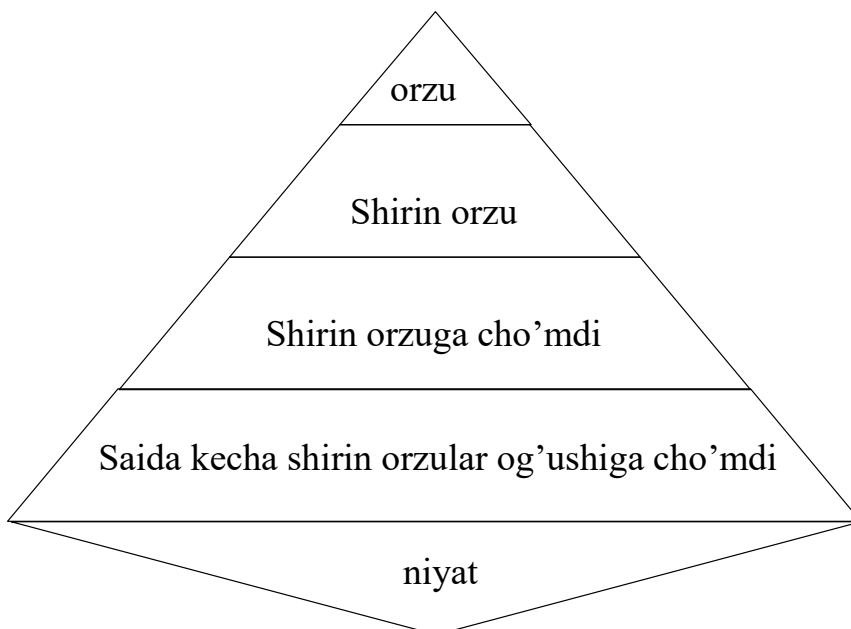 orzu
Shirin orzu
Shirin orzuga cho’mdi
Saida kecha shirin orzular og’ushiga cho’mdi
niyat